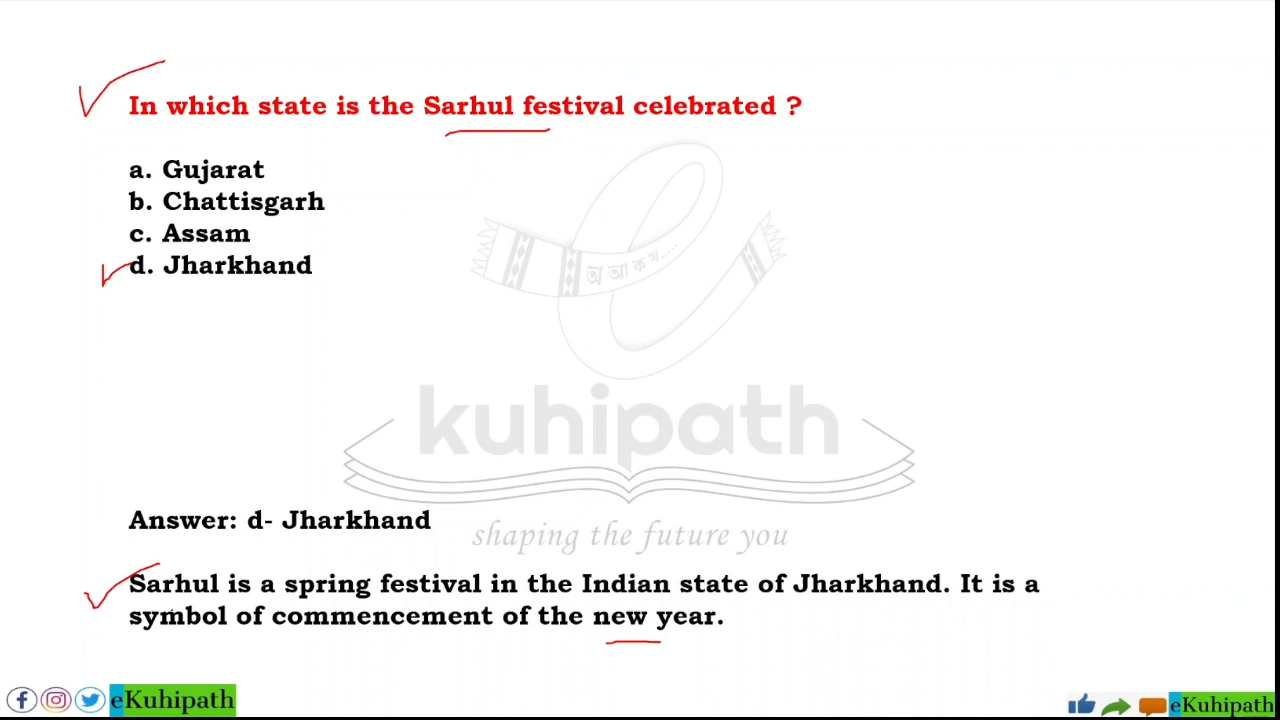 In which state is the Sarhul festival celebrated ?
a. Gujarat
b. Chattisgarh
c. Assam
d. Jharkhand
অ আ ক খ.....
kuhipath
shaping the future you
Answer: d- Jharkhand
Sarhul is a spring festival in the Indian state of Jharkhand. It is a
symbol of commencement of the new year.
eKuhipath
eKuhipath